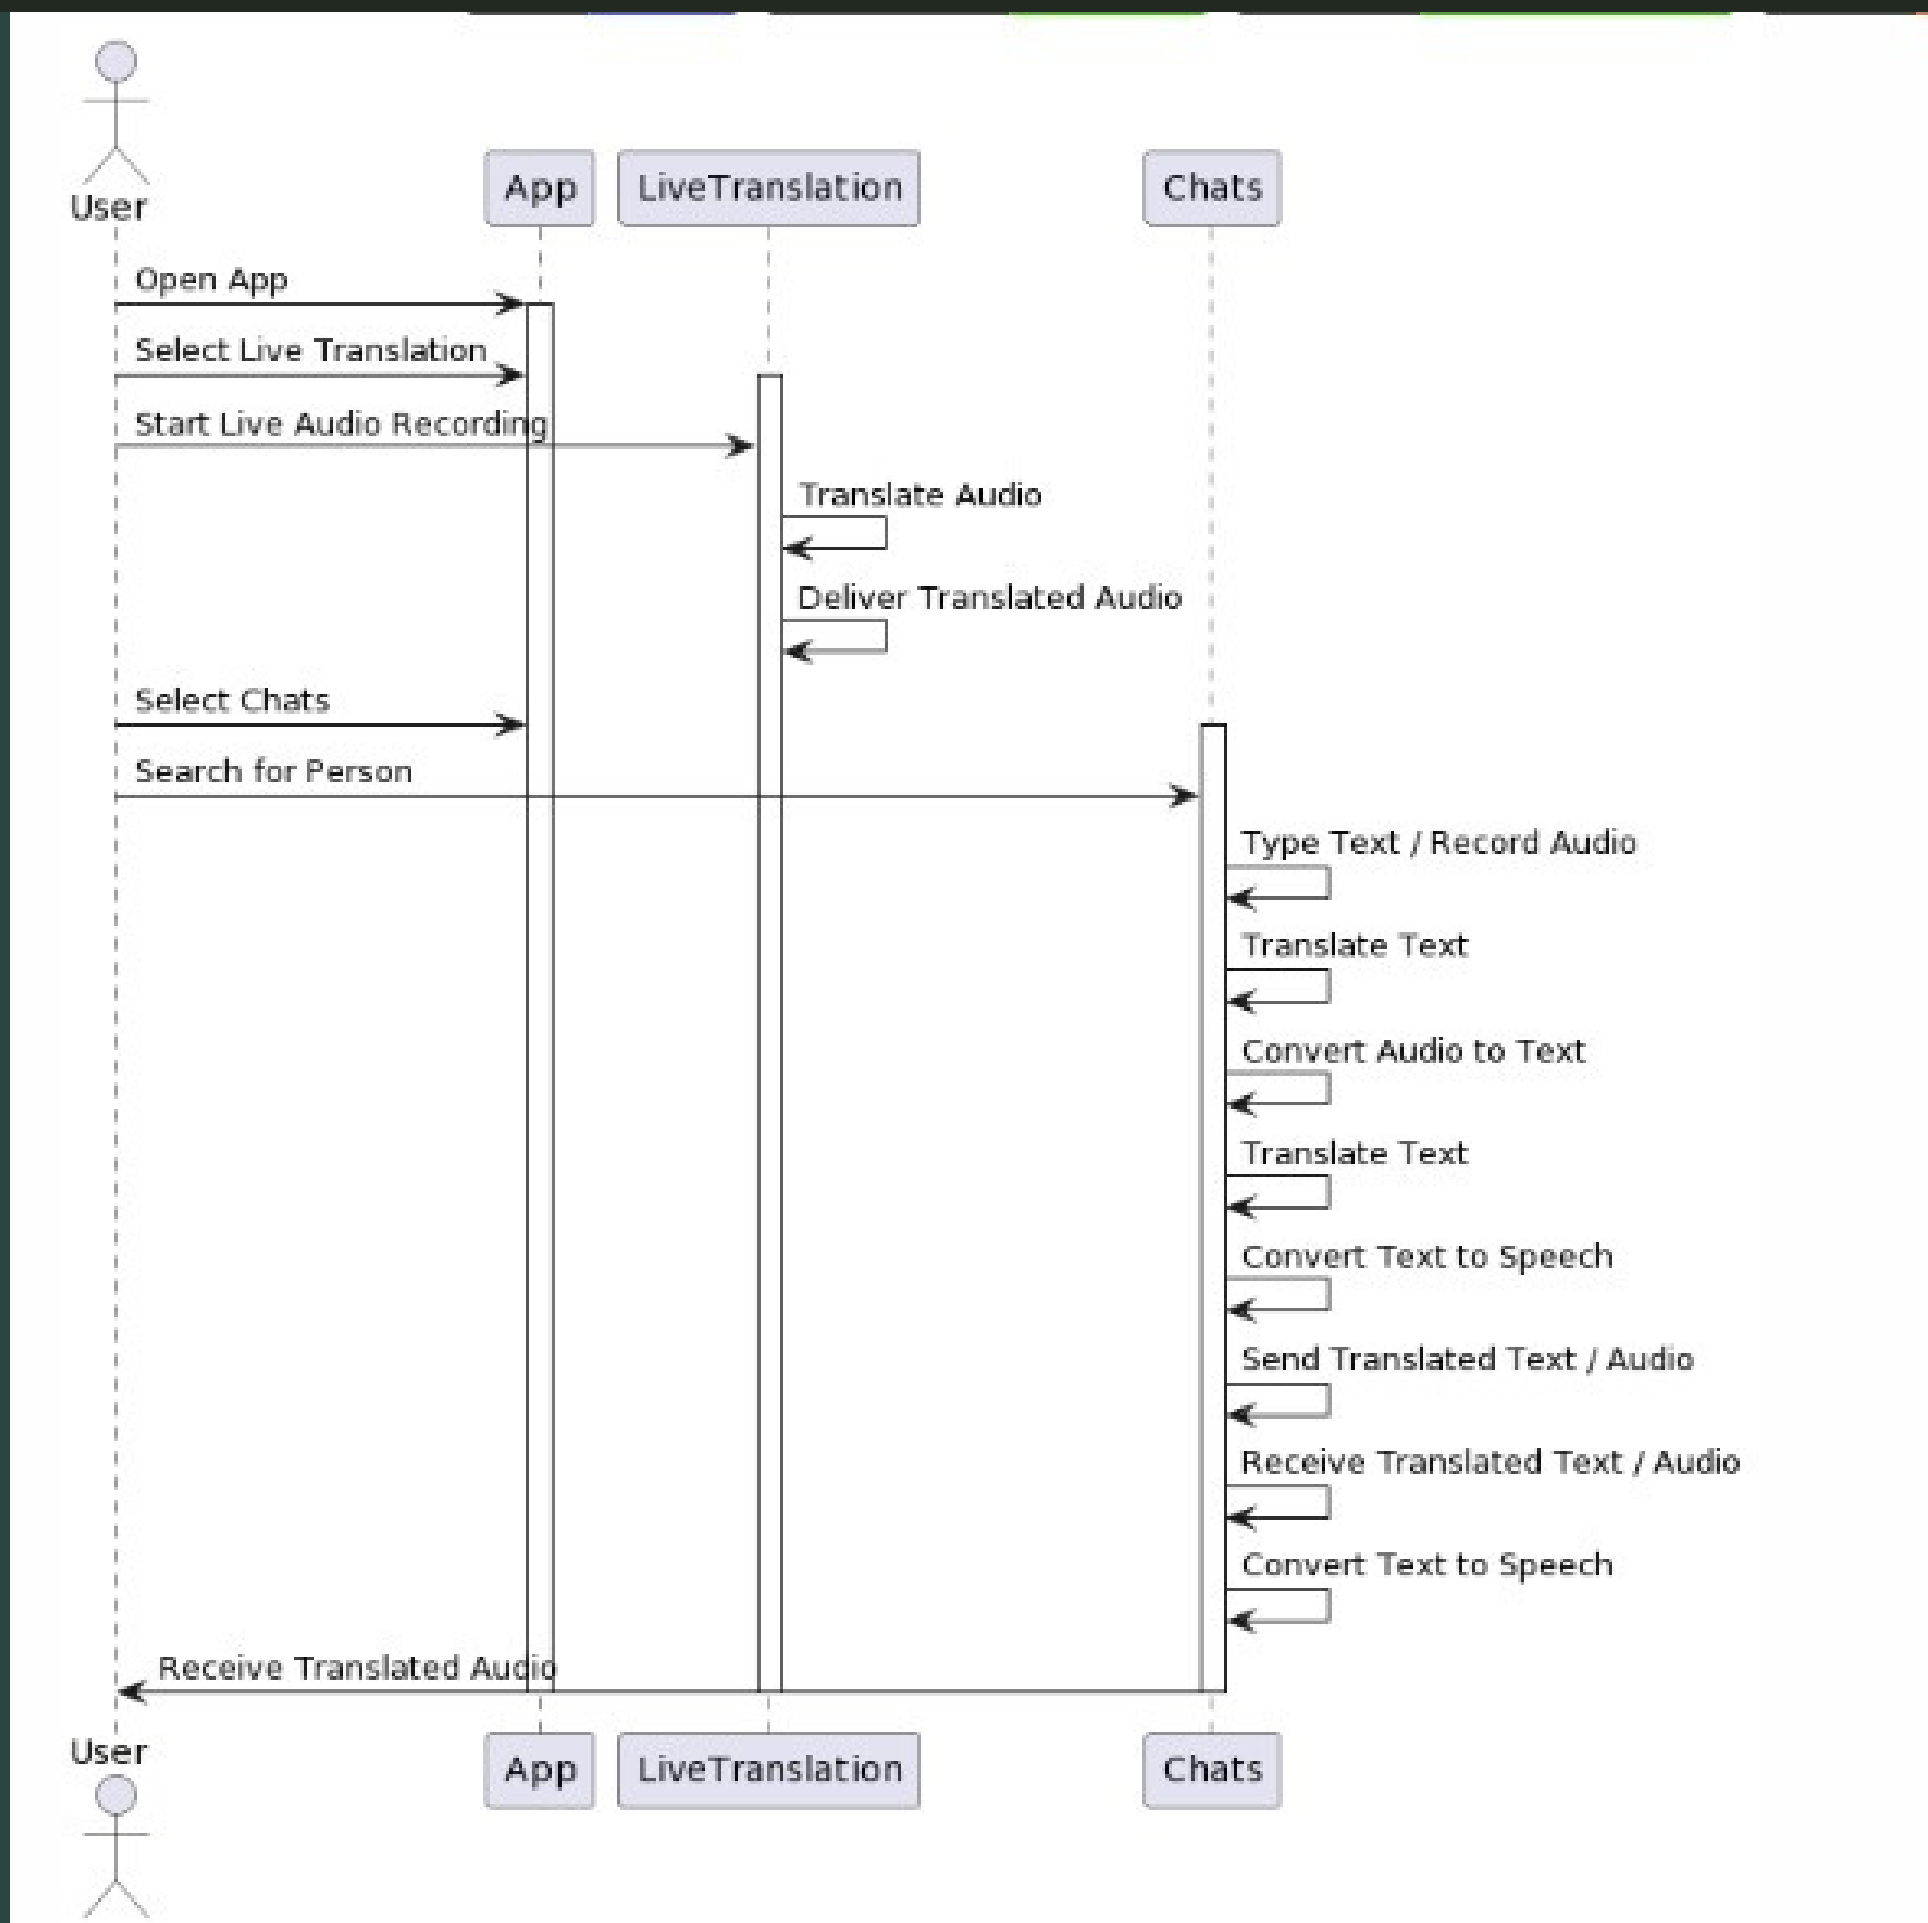 User
App
LiveTranslation
Chats
Open App
Select Live Translation
Start Live Audio Recording
Translate Audio
Deliver Translated Audio
Select Chats
Search for Person
Type Text / Record Audio
Translate Text
Convert Audio to Text
Translate Text
Convert Text to Speech
Send Translated Text / Audio
Receive Translated Text / Audio
Convert Text to Speech
Receive Translated Audio
User
App
LiveTranslation
Chats